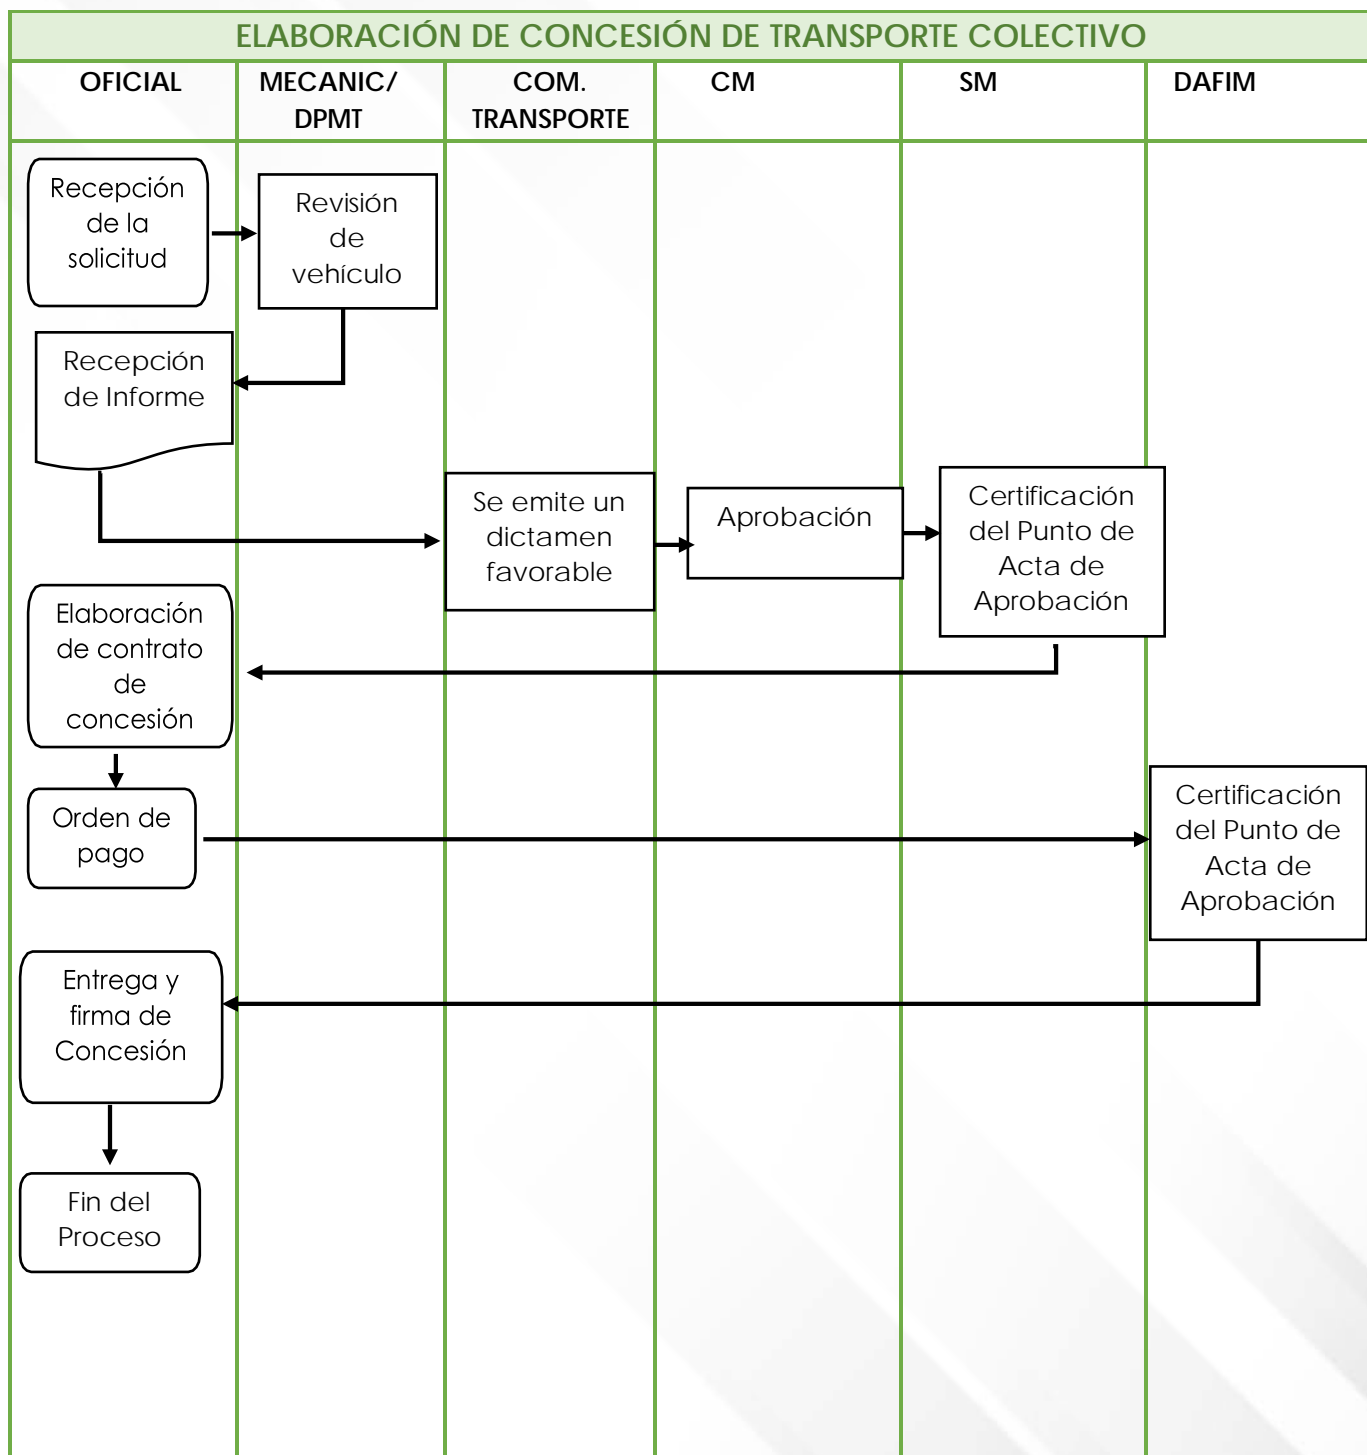 ELABORACIÓN DE CONCESIÓN DE TRANSPORTE COLECTIVO
OFICIAL
MECANIC/
DPMT
COM.
TRANSPORTE
CM
SM
DAFIM
Recepción
de la
solicitud
Revisión
de
vehículo
Recepción
de Informe
Se emite un
dictamen
favorable
Aprobación
Certificación
del Punto de
Acta de
Aprobación
Elaboración
de contrato
de
concesión
Orden de
pago
Certificación
del Punto de
Acta de
Aprobación
Entrega y
firma de
Concesión
Fin del
Proceso